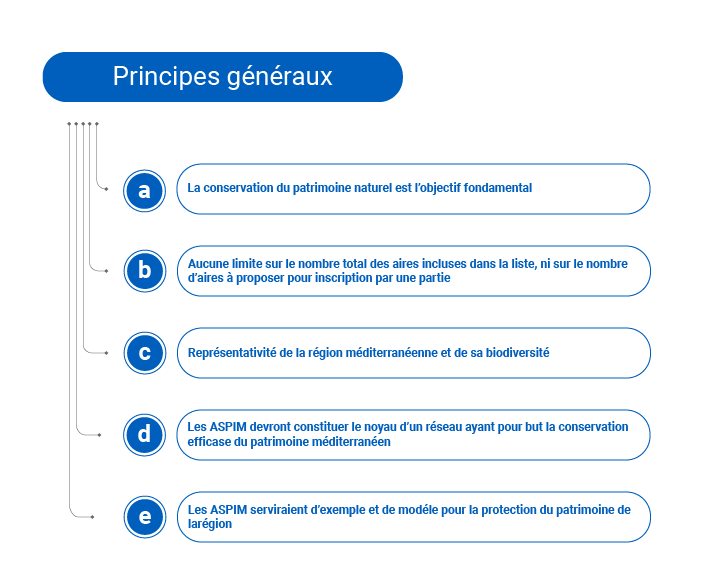 Principes généraux
a
La conservation du patrimoine naturel est l’objectif fondamental
b
Aucune limite sur le nombre total des aires incluses dans la liste, ni sur le nombre
d’aires à proposer pour inscription par une partie
c
Représentativité de la région méditerranéenne et de sa biodiversité
d
Les ASPIM devront constituer le noyau d’un réseau ayant pour but la conservation
efficase du patrimoine méditerranéen
e
Les ASPIM serviraient d’exemple et de modéle pour la protection du patrimoine de
larégion